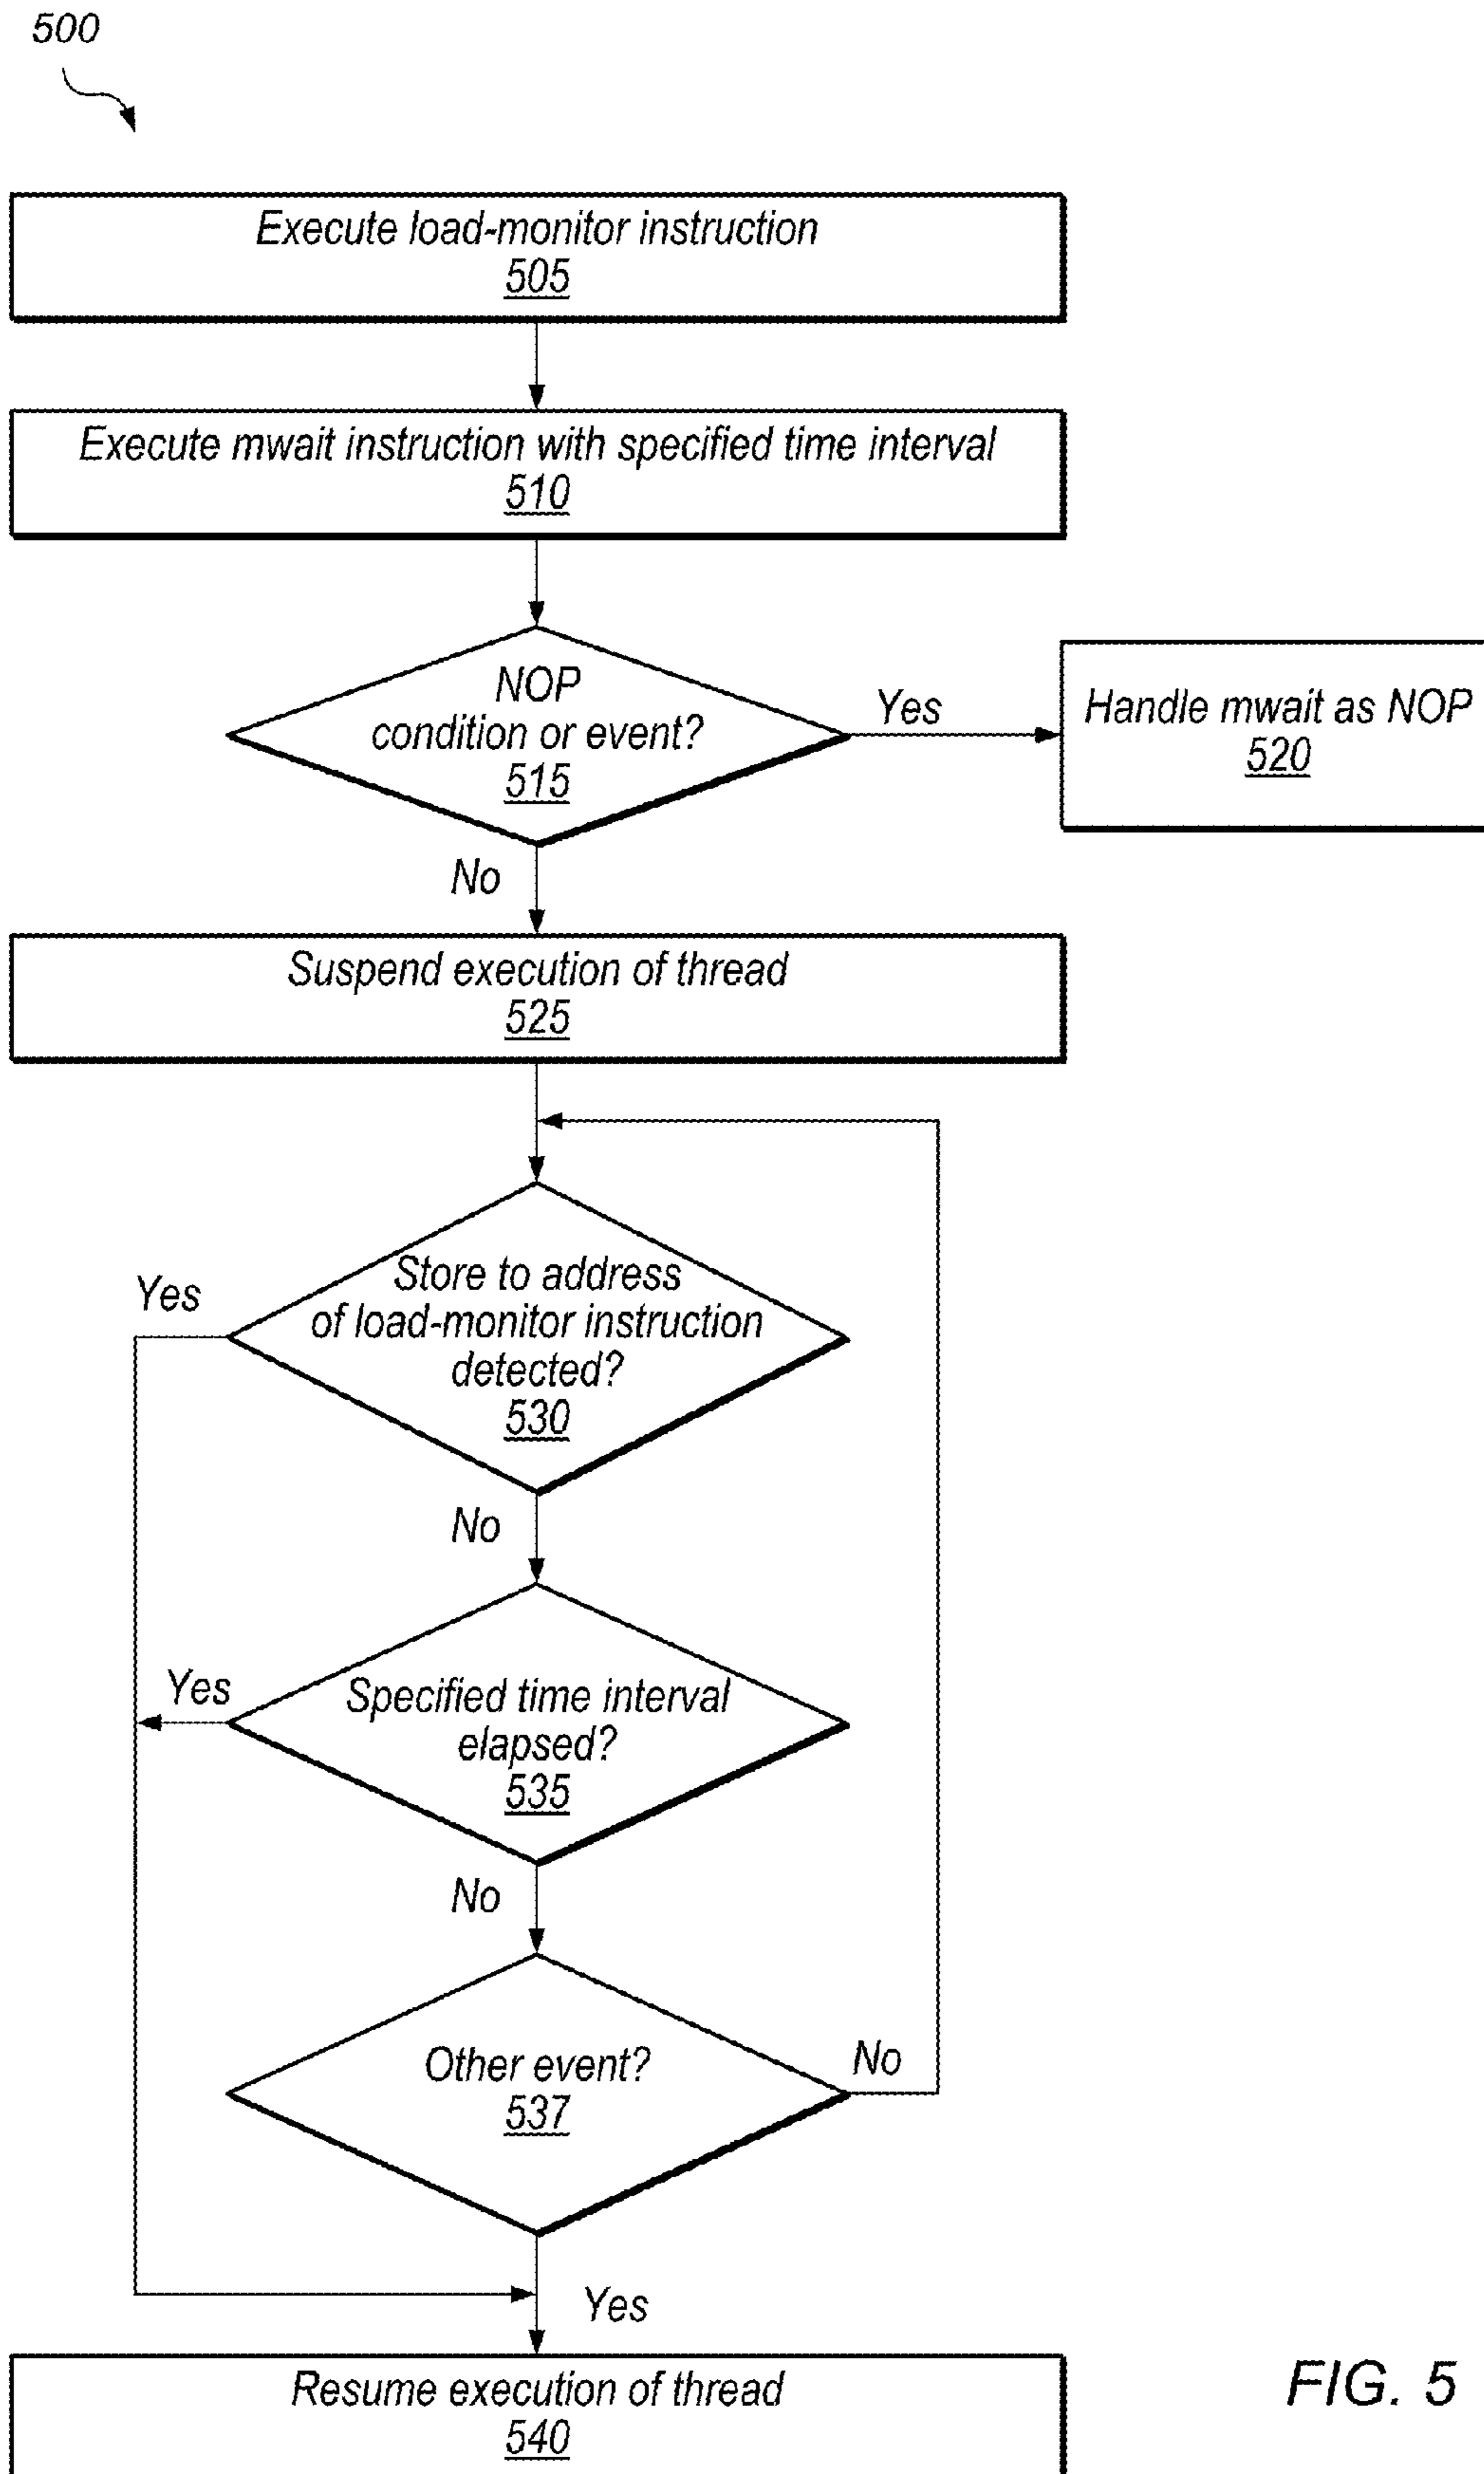 500
Execute load-monitor instruction
505
Execute mwait instruction with specified time interval
510
NOP
condition or event?
515
Yes
Handle mwait as NOP
520
No
Suspend execution of thread
525
Yes
Store to address
of load-monitor instruction
detected?
530
No
Yes
Specified time interval
elapsed?
535
No
Other event?
537
No
Yes
Resume execution of thread
540
FIG. 5